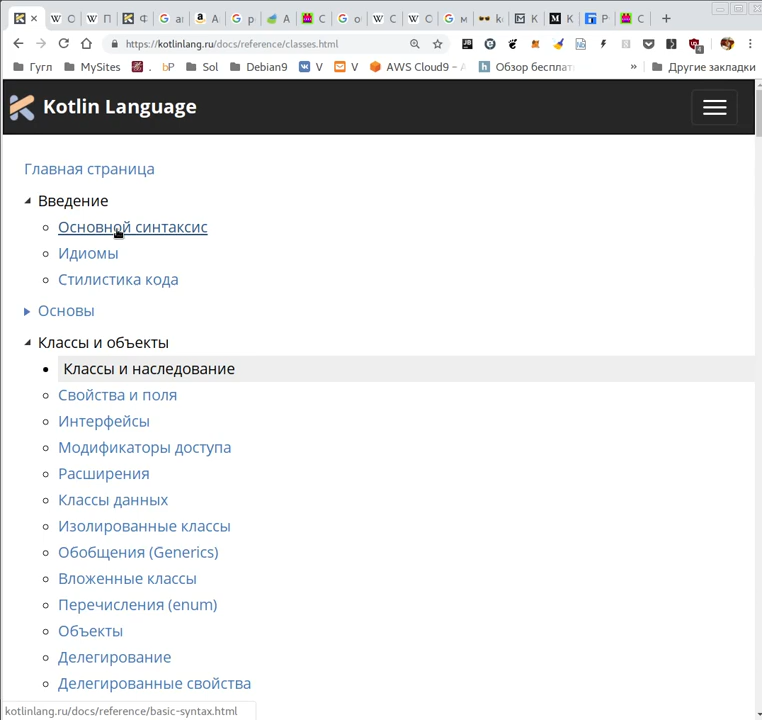 О
П
Ф
G а
А
G р
А
С
G о
W С
W О
G м
k
К
К
С
Р
С
https://kotlinlang.ru/docs/reference/classes.html
Гугл MySites . bP Sol Debian9 V V AWS Cloud9 – Обзор бесплат » Другие закладки
Kotlin Language
Главная страница
Введение
Основной синтаксис
Идиомы
Стилистика кода
Основы
Классы и объекты
Классы и наследование
Свойства и поля
Интерфейсы
Модификаторы доступа
Расширения
Классы данных
Изолированные классы
Обобщения (Generics)
Вложенные классы
Перечисления (enum)
Объекты
Делегирование
Делегированные свойства
kotlinlang.ru/docs/reference/basic-syntax.html